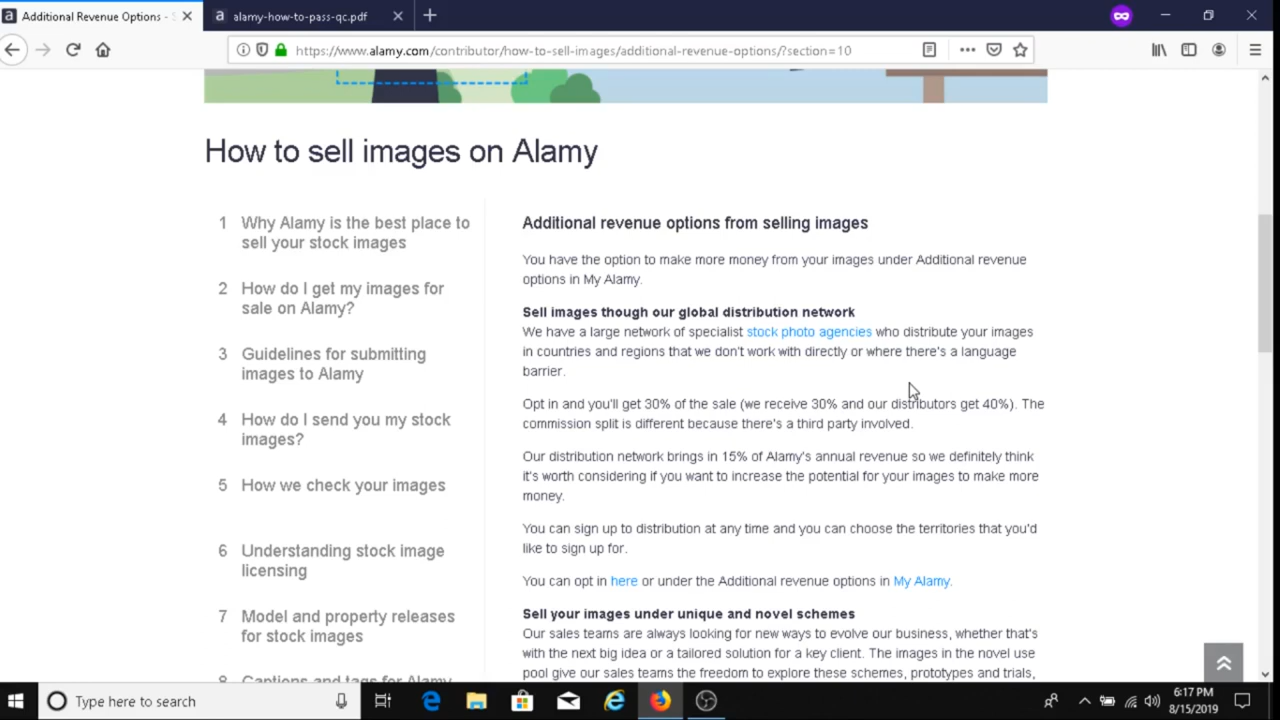 Additional Revenue Options -
alamy-how-to-pass-qc.pdf
https://www.alamy.com/contributor/how-to-sell-images/additional-revenue-options/?section=10
How to sell images on Alamy
1 Why Alamy is the best place to
sell your stock images
2 How do I get my images for
sale on Alamy?
3 Guidelines for submitting
images to Alamy
4 How do I send you my stock
images?
5 How we check your images
6 Understanding stock image
licensing
7 Model and property releases
for stock images
8 Captions and tags for Alamy
Additional revenue options from selling images
You have the option to make more money from your images under Additional revenue
options in My Alamy.
Sell images though our global distribution network
We have a large network of specialist stock photo agencies who distribute your images
in countries and regions that we don't work with directly or where there's a language
barrier.
Opt in and you'll get 30% of the sale (we receive 30% and our distributors get 40%). The
commission split is different because there's a third party involved.
Our distribution network brings in 15% of Alamy's annual revenue so we definitely think
it's worth considering if you want to increase the potential for your images to make more
money.
You can sign up to distribution at any time and you can choose the territories that you'd
like to sign up for.
You can opt in here or under the Additional revenue options in My Alamy.
Sell your images under unique and novel schemes
Our sales teams are always looking for new ways to evolve our business, whether that's
with the next big idea or a tailored solution for a key client. The images in the novel use
pool give our sales teams the freedom to explore these schemes, prototypes and trials,
Type here to search
6:17 PM
8/15/2019